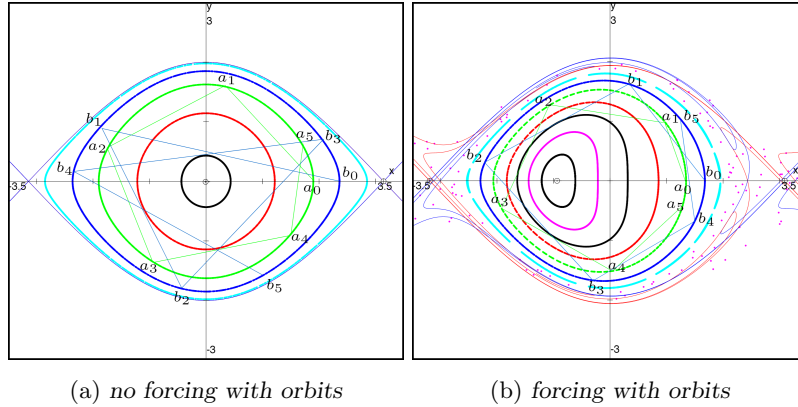 y
3
a1
b1
a5
b3
a2
b4
b0
x
-3.5
a0
3.5
a4
a3
b2
b5
-3
y
3
b1
a2
a1
b5
b2
b0
x
-3.5
a0
3.5
a5
a3
b4
a4
b3
-3
(a) no forcing with orbits
(b) forcing with orbits